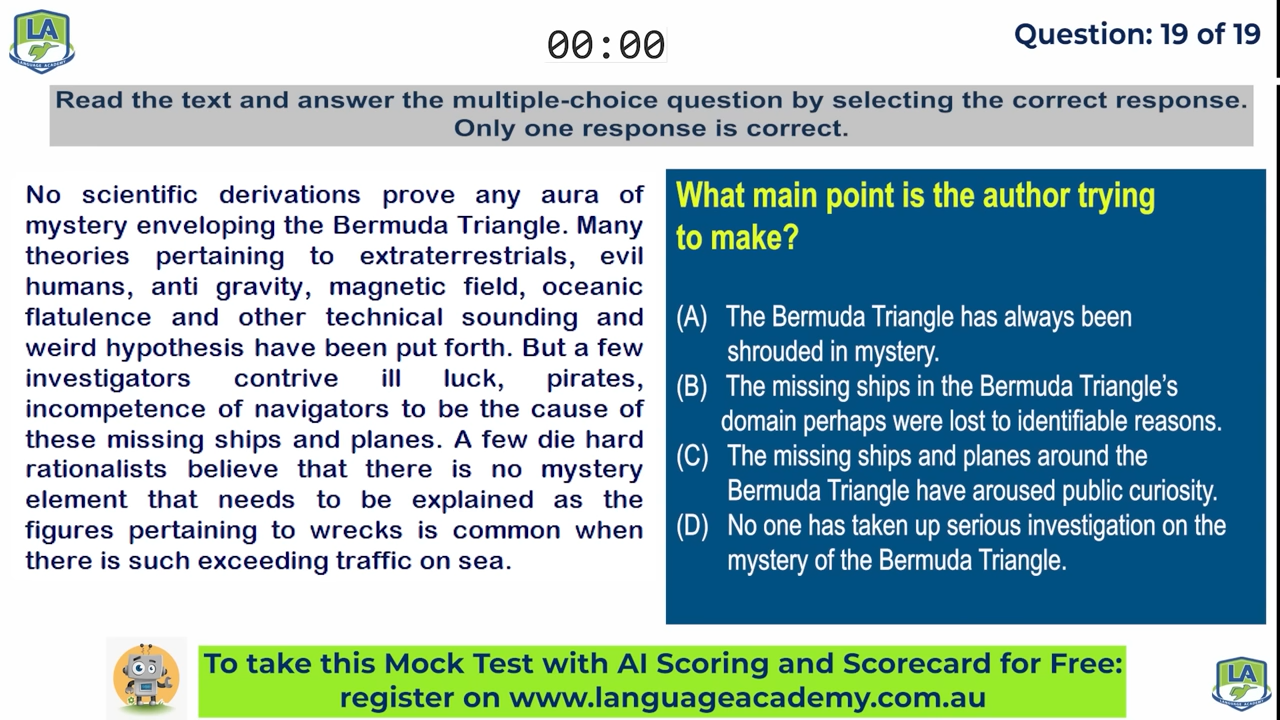 LA
LANGUAGE ACADEMY
00:00
Question: 19 of 19
Read the text and answer the multiple-choice question by selecting the correct response.
Only one response is correct.
No scientific derivations prove any aura of
mystery enveloping the Bermuda Triangle. Many
theories pertaining to extraterrestrials, evil
humans, anti gravity, magnetic field, oceanic
flatulence and other technical sounding and
weird hypothesis have been put forth. But a few
investigators contrive ill luck, pirates,
incompetence of navigators to be the cause of
these missing ships and planes. A few die hard
rationalists believe that there is no mystery
element that needs to be explained as the
figures pertaining to wrecks is common when
there is such exceeding traffic on sea.
What main point is the author trying
to make?
(A) The Bermuda Triangle has always been
shrouded in mystery.
(B) The missing ships in the Bermuda Triangle's
domain perhaps were lost to identifiable reasons.
(C) The missing ships and planes around the
Bermuda Triangle have aroused public curiosity.
(D) No one has taken up serious investigation on the
mystery of the Bermuda Triangle.
To take this Mock Test with AI Scoring and Scorecard for Free:
register on www.languageacademy.com.au
LA
LANGUAGE ACADEMY